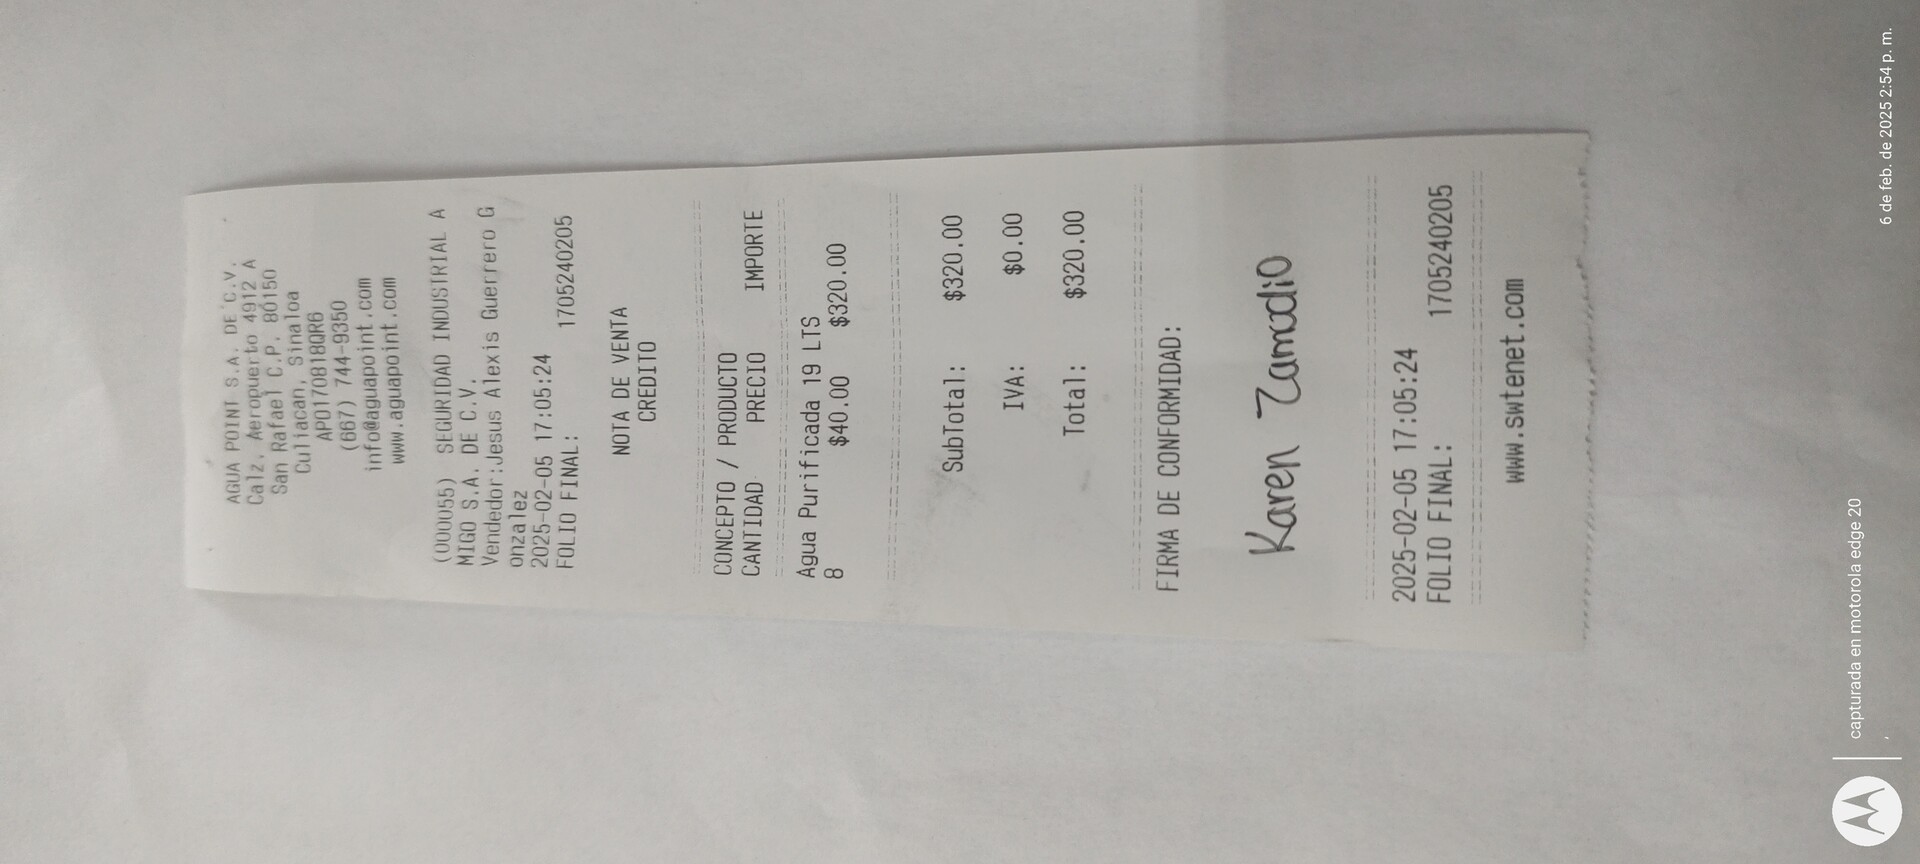 AGUA POINT S.A. DE C.V.
Calz. Aeropuerto 4912 A
San Rafael C.P. 80150
Culiacan, Sinaloa
APO170818QR6
(667) 744-9350
info@aguapoint.com
www.aguapoint.com
(000055) SEGURIDAD INDUSTRIAL A
MIGO S.A. DE C.V.
Vendedor:Jesus Alexis Guerrero G
onzalez
2025-02-05 17:05:24
FOLIO FINAL: 1705240205
NOTA DE VENTA
CREDITO
CONCEPTO / PRODUCTO
CANTIDAD PRECIO IMPORTE
Agua Purificada 19 LTS
8 $40.00 $320.00
SubTotal: $320.00
IVA: $0.00
Total: $320.00
FIRMA DE CONFORMIDAD:
Karen Zamudio
2025-02-05 17:05:24
FOLIO FINAL: 1705240205
www.swtenet.com
capturada en motorola edge 20
6 de feb. de 2025 2:54 p. m.